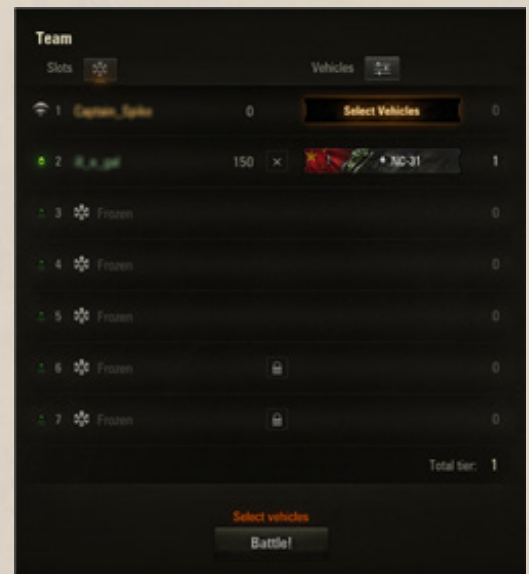 Team
Slots Vehicles
1 0 Select Vehicles 0
2 150 × NC-31 1
3 Frozen 0
4 Frozen 0
5 Frozen 0
6 Frozen 0
7 Frozen 0
Total tier: 1
Select vehicles
Battle!